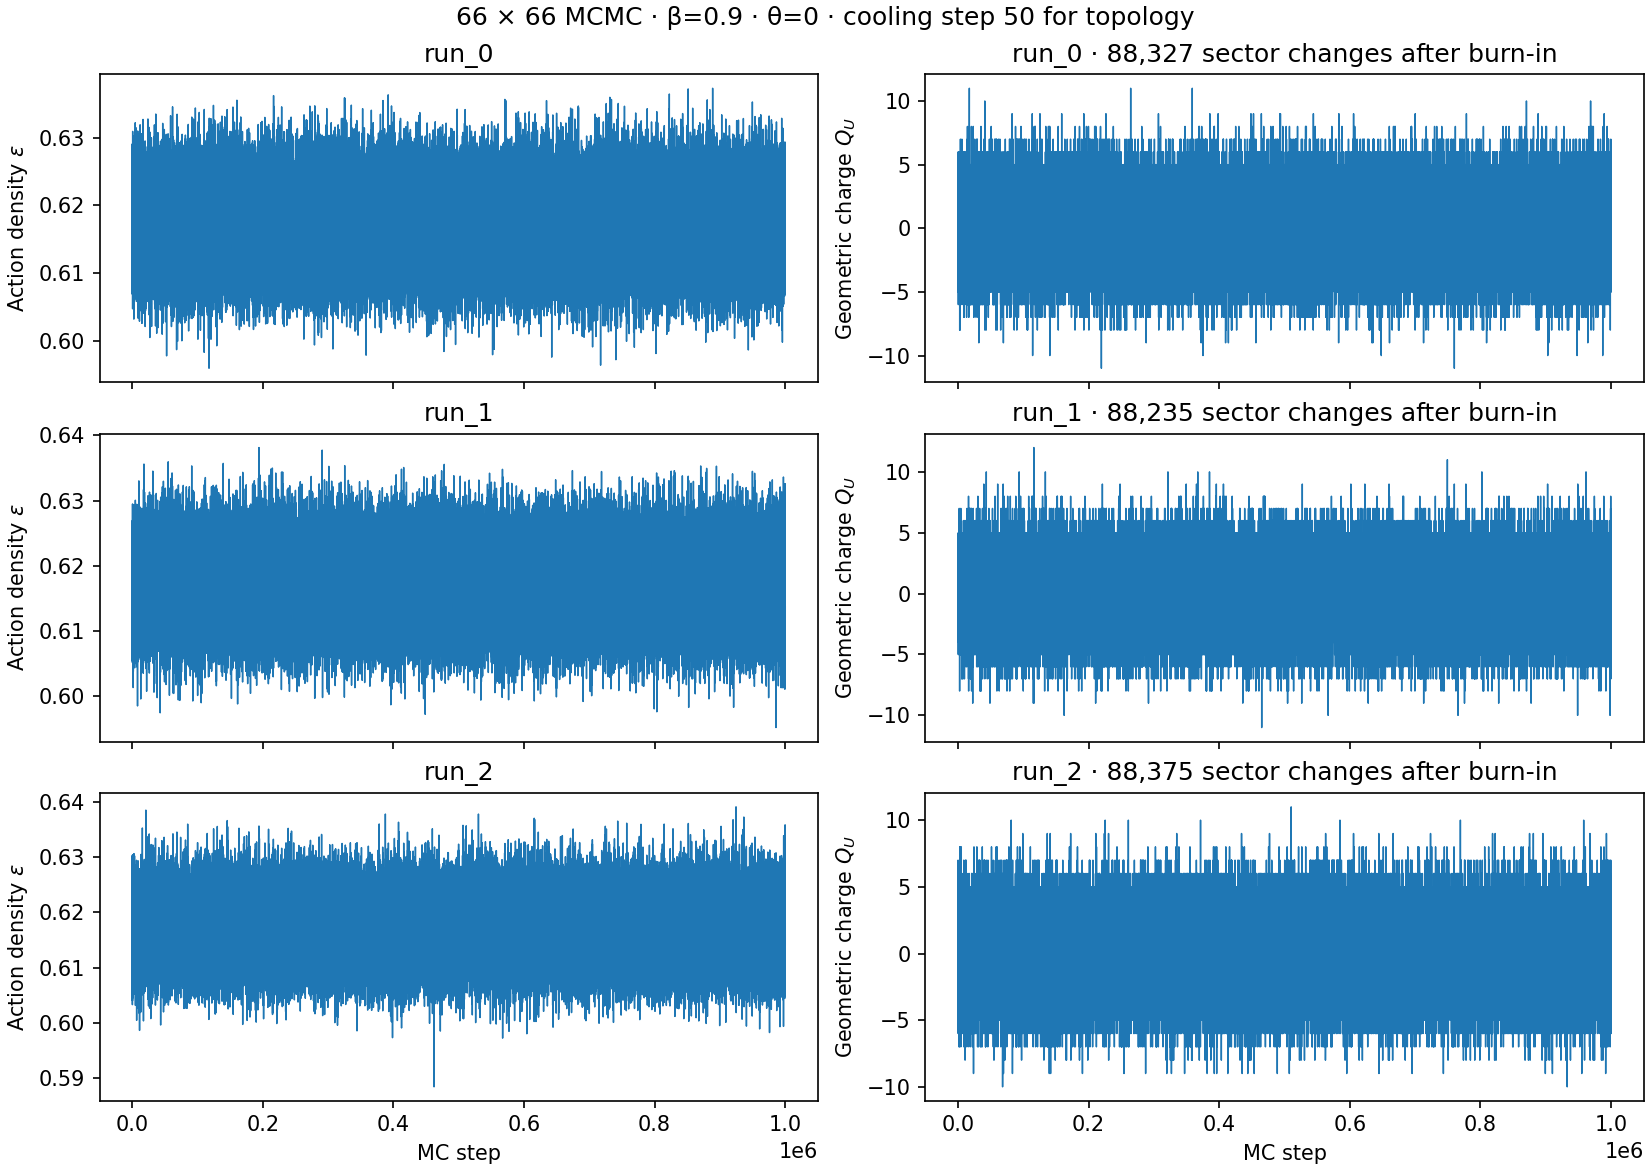 66 × 66 MCMC · β=0.9 · θ=0 · cooling step 50 for topology
run_0
Action density ε
0.63
0.62
0.61
0.60
run_0 · 88,327 sector changes after burn-in
Geometric charge Q_U
10
5
0
−5
−10
run_1
Action density ε
0.64
0.63
0.62
0.61
0.60
run_1 · 88,235 sector changes after burn-in
Geometric charge Q_U
10
5
0
−5
−10
run_2
Action density ε
0.64
0.63
0.62
0.61
0.60
0.59
0.0 0.2 0.4 0.6 0.8 1.0
1e6
MC step
run_2 · 88,375 sector changes after burn-in
Geometric charge Q_U
10
5
0
−5
−10
0.0 0.2 0.4 0.6 0.8 1.0
1e6
MC step